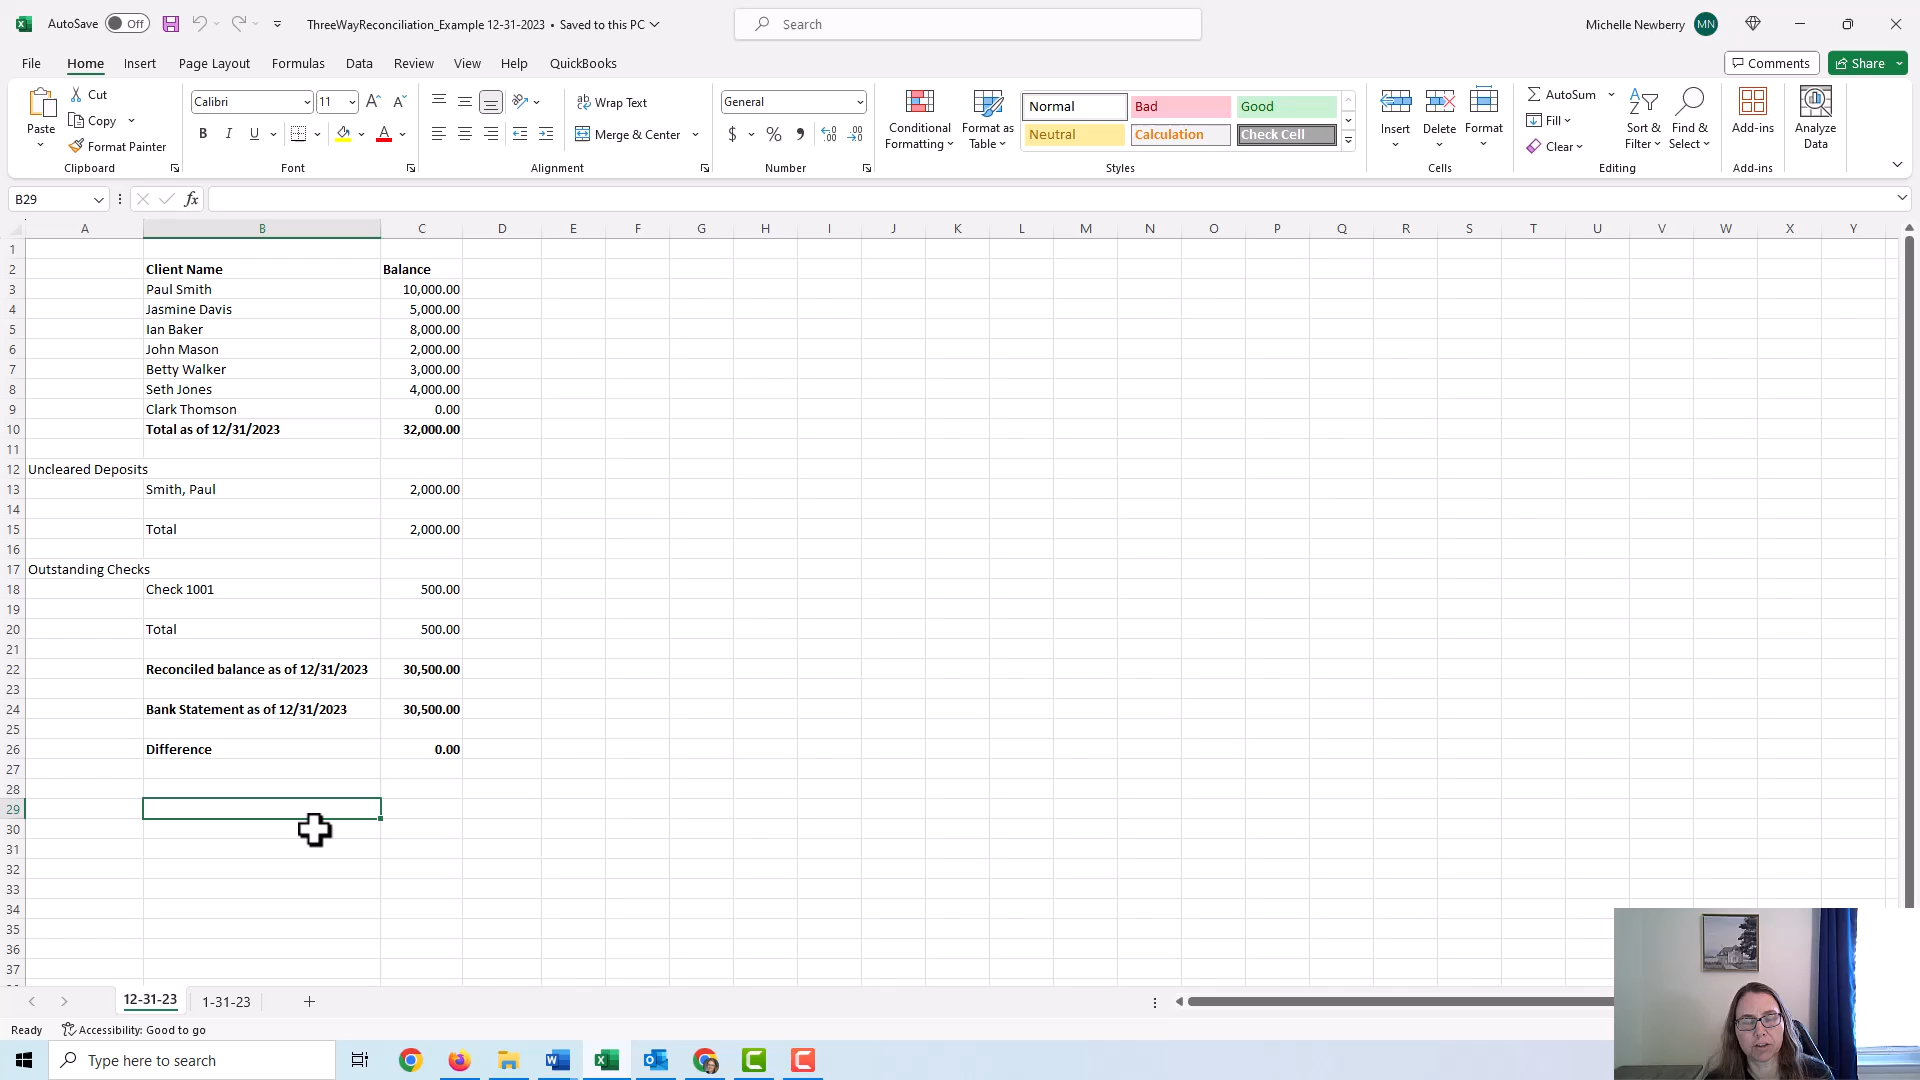 AutoSave Off ThreeWayReconciliation_Example 12-31-2023 • Saved to this PC Search Michelle Newberry MN
File Home Insert Page Layout Formulas Data Review View Help QuickBooks Comments Share
Paste Cut Copy Format Painter Clipboard
Calibri 11 B I U A Font
Wrap Text Merge & Center Alignment
General $ % , Number
Conditional Formatting Format as Table Normal Bad Good Neutral Calculation Check Cell Styles
Insert Delete Format Cells
AutoSum Fill Clear Sort & Filter Find & Select Editing
Add-ins Add-ins
Analyze Data
B29 fx
A B C D E F G H I J K L M N O P Q R S T U V W X Y
1
2 Client Name Balance
3 Paul Smith 10,000.00
4 Jasmine Davis 5,000.00
5 Ian Baker 8,000.00
6 John Mason 2,000.00
7 Betty Walker 3,000.00
8 Seth Jones 4,000.00
9 Clark Thomson 0.00
10 Total as of 12/31/2023 32,000.00
11
12 Uncleared Deposits
13 Smith, Paul 2,000.00
14
15 Total 2,000.00
16
17 Outstanding Checks
18 Check 1001 500.00
19
20 Total 500.00
21
22 Reconciled balance as of 12/31/2023 30,500.00
23
24 Bank Statement as of 12/31/2023 30,500.00
25
26 Difference 0.00
27
28
29
30
31
32
33
34
35
36
37
12-31-23 1-31-23
Ready Accessibility: Good to go
Type here to search